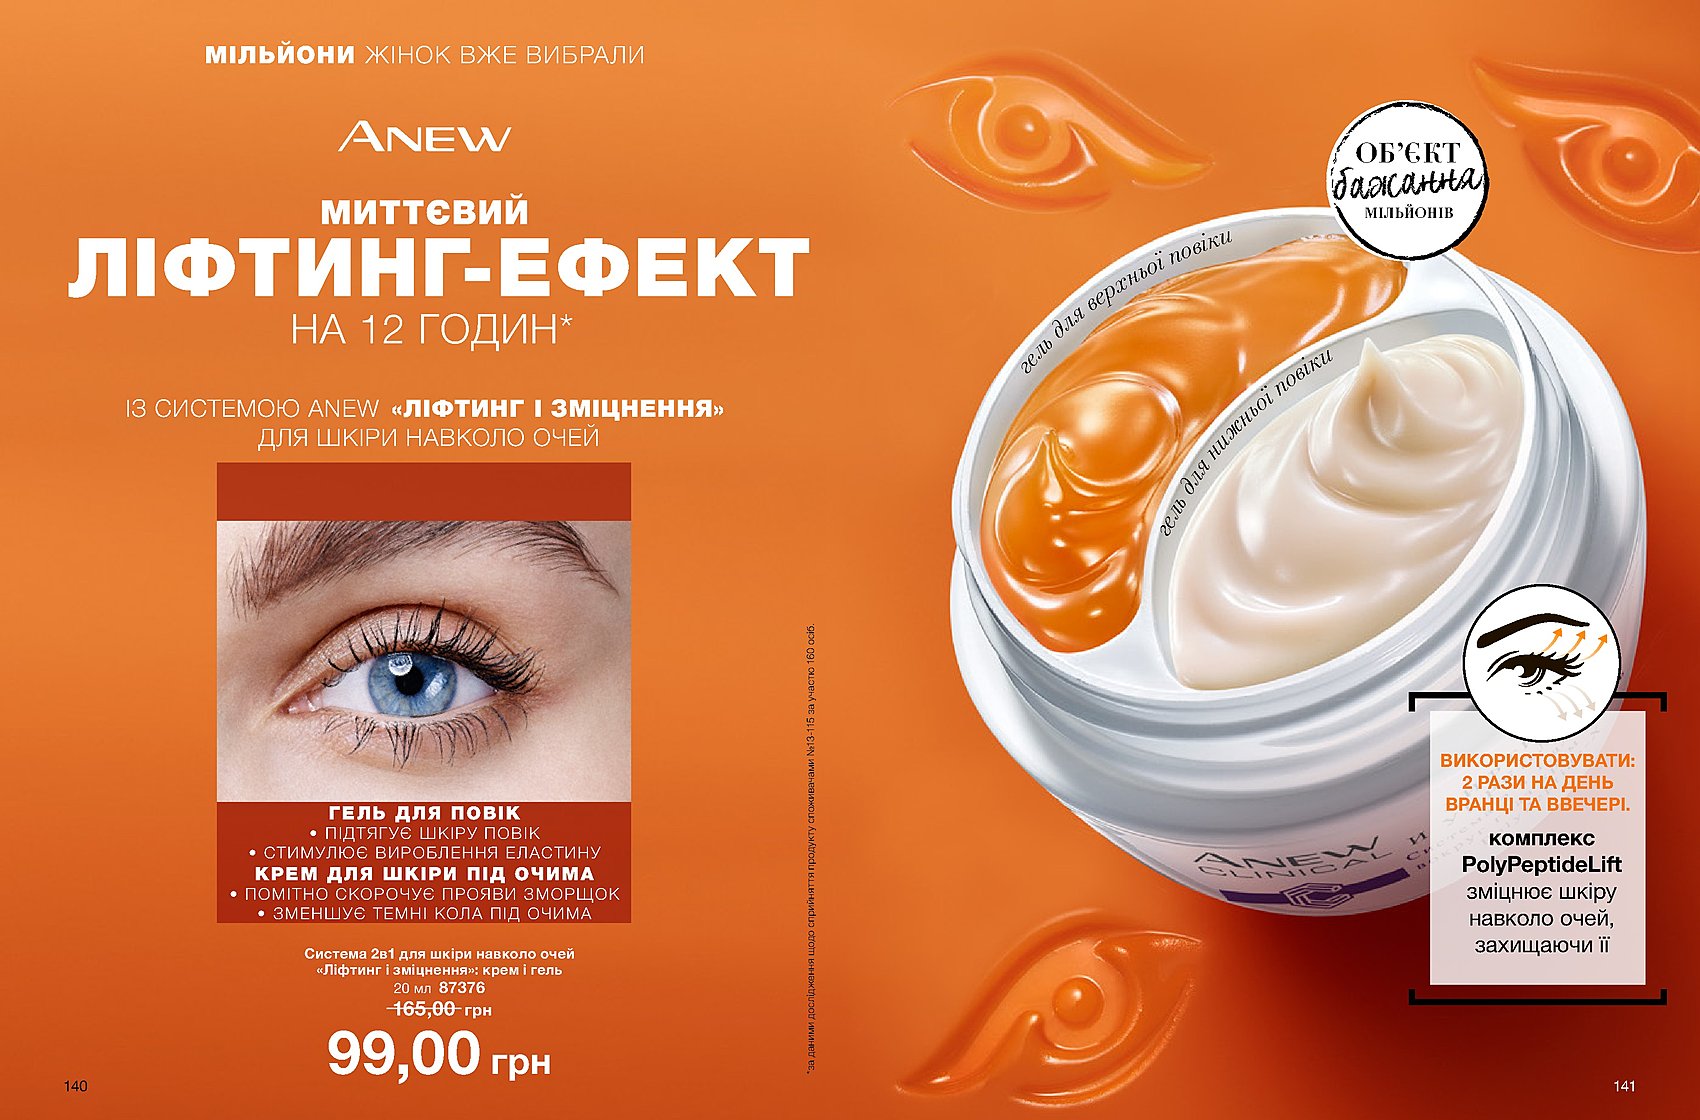 МІЛЬЙОНИ ЖІНОК ВЖЕ ВИБРАЛИ
ANEW
МИТТЄВИЙ
ЛІФТИНГ-ЕФЕКТ
НА 12 ГОДИН*
ІЗ СИСТЕМОЮ ANEW «ЛІФТИНГ І ЗМІЦНЕННЯ»
ДЛЯ ШКІРИ НАВКОЛО ОЧЕЙ
ГЕЛЬ ДЛЯ ПОВІК
• ПІДТЯГУЄ ШКІРУ ПОВІК
• СТИМУЛЮЄ ВИРОБЛЕННЯ ЕЛАСТИНУ
КРЕМ ДЛЯ ШКІРИ ПІД ОЧИМА
• ПОМІТНО СКОРОЧУЄ ПРОЯВИ ЗМОРЩОК
• ЗМЕНШУЄ ТЕМНІ КОЛА ПІД ОЧИМА
Система 2в1 для шкіри навколо очей
«Ліфтинг і зміцнення»: крем і гель
20 мл 87376
165,00 грн
99,00 грн
140
*за даними дослідження щодо сприйняття продукту споживачами №13-115 за участю 160 осіб.
ОБ'ЄКТ
бажання
МІЛЬЙОНІВ
гель для верхньої повіки
гель для нижньої повіки
ANEW
CLINICAL
ВИКОРИСТОВУВАТИ:
2 РАЗИ НА ДЕНЬ
ВРАНЦІ ТА ВВЕЧЕРІ.
комплекс
PolyPeptideLift
зміцнює шкіру
навколо очей,
захищаючи її
141